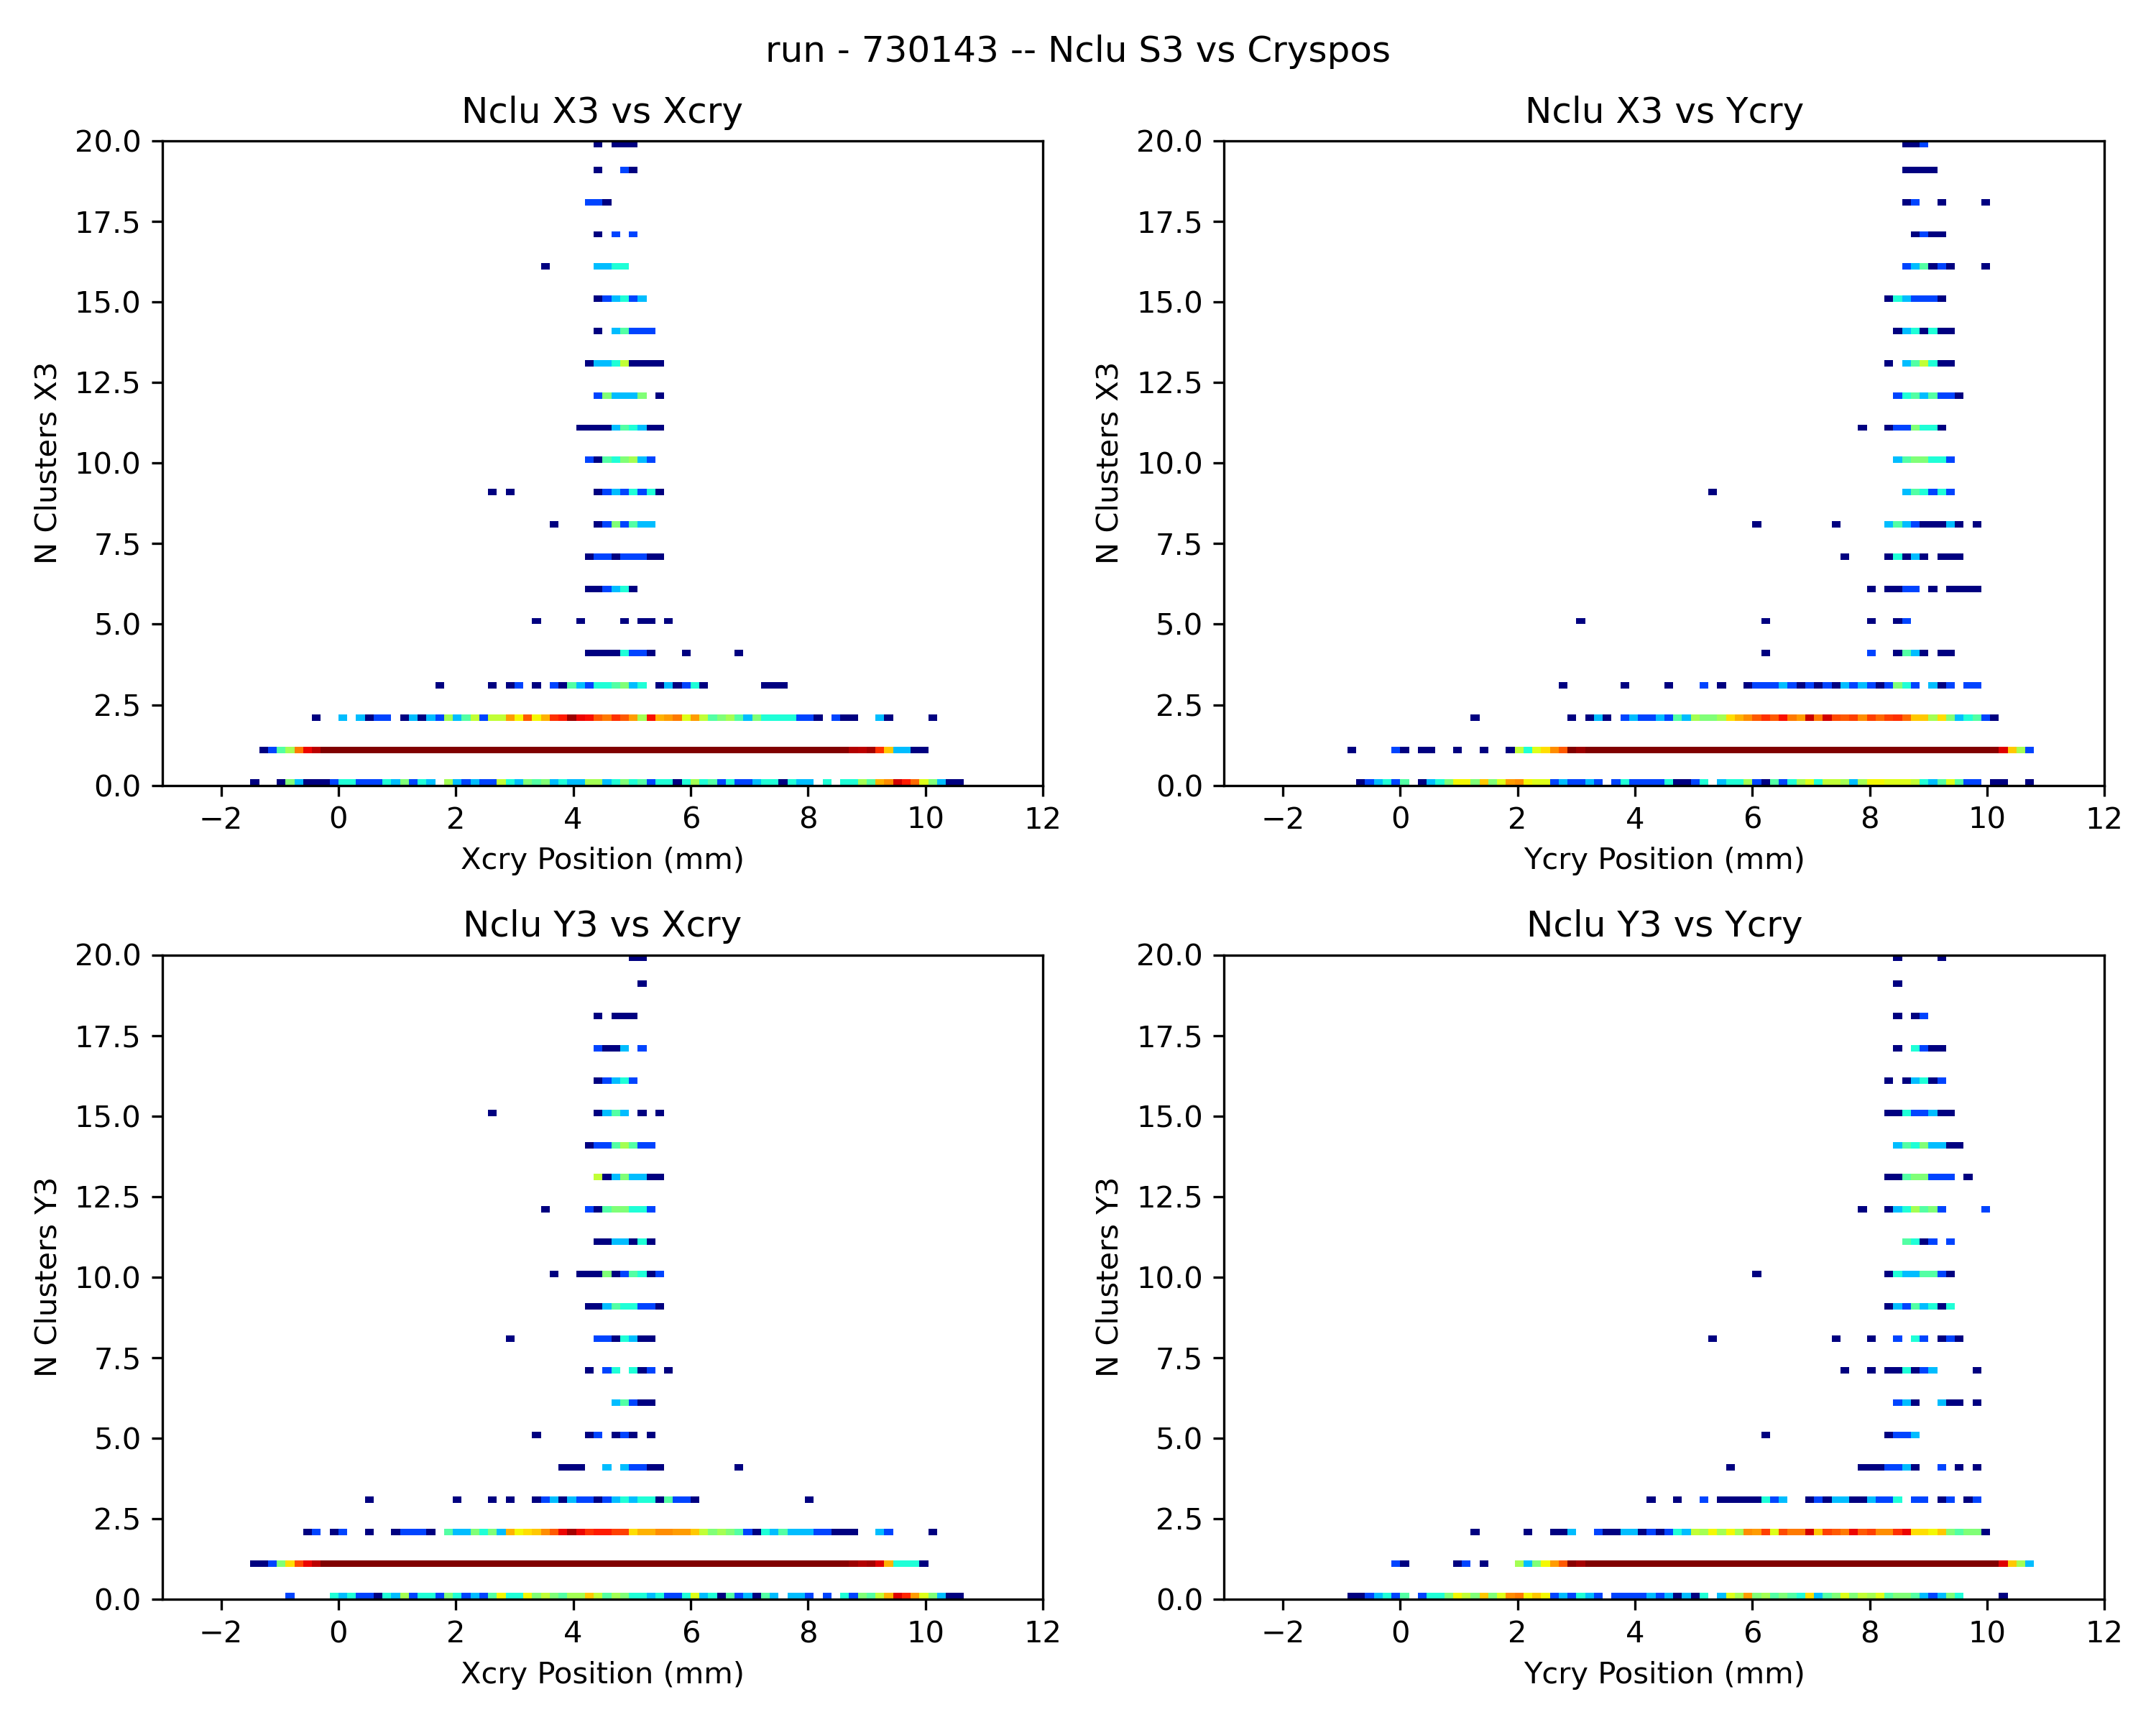 run - 730143 -- Nclu S3 vs Cryspos
Nclu X3 vs Xcry
Nclu X3 vs Ycry
20.0
17.5
15.0
12.5
10.0
7.5
5.0
2.5
0.0
N Clusters X3
−2 0 2 4 6 8 10 12
Xcry Position (mm)
20.0
17.5
15.0
12.5
10.0
7.5
5.0
2.5
0.0
N Clusters X3
−2 0 2 4 6 8 10 12
Ycry Position (mm)
Nclu Y3 vs Xcry
Nclu Y3 vs Ycry
20.0
17.5
15.0
12.5
10.0
7.5
5.0
2.5
0.0
N Clusters Y3
−2 0 2 4 6 8 10 12
Xcry Position (mm)
20.0
17.5
15.0
12.5
10.0
7.5
5.0
2.5
0.0
N Clusters Y3
−2 0 2 4 6 8 10 12
Ycry Position (mm)